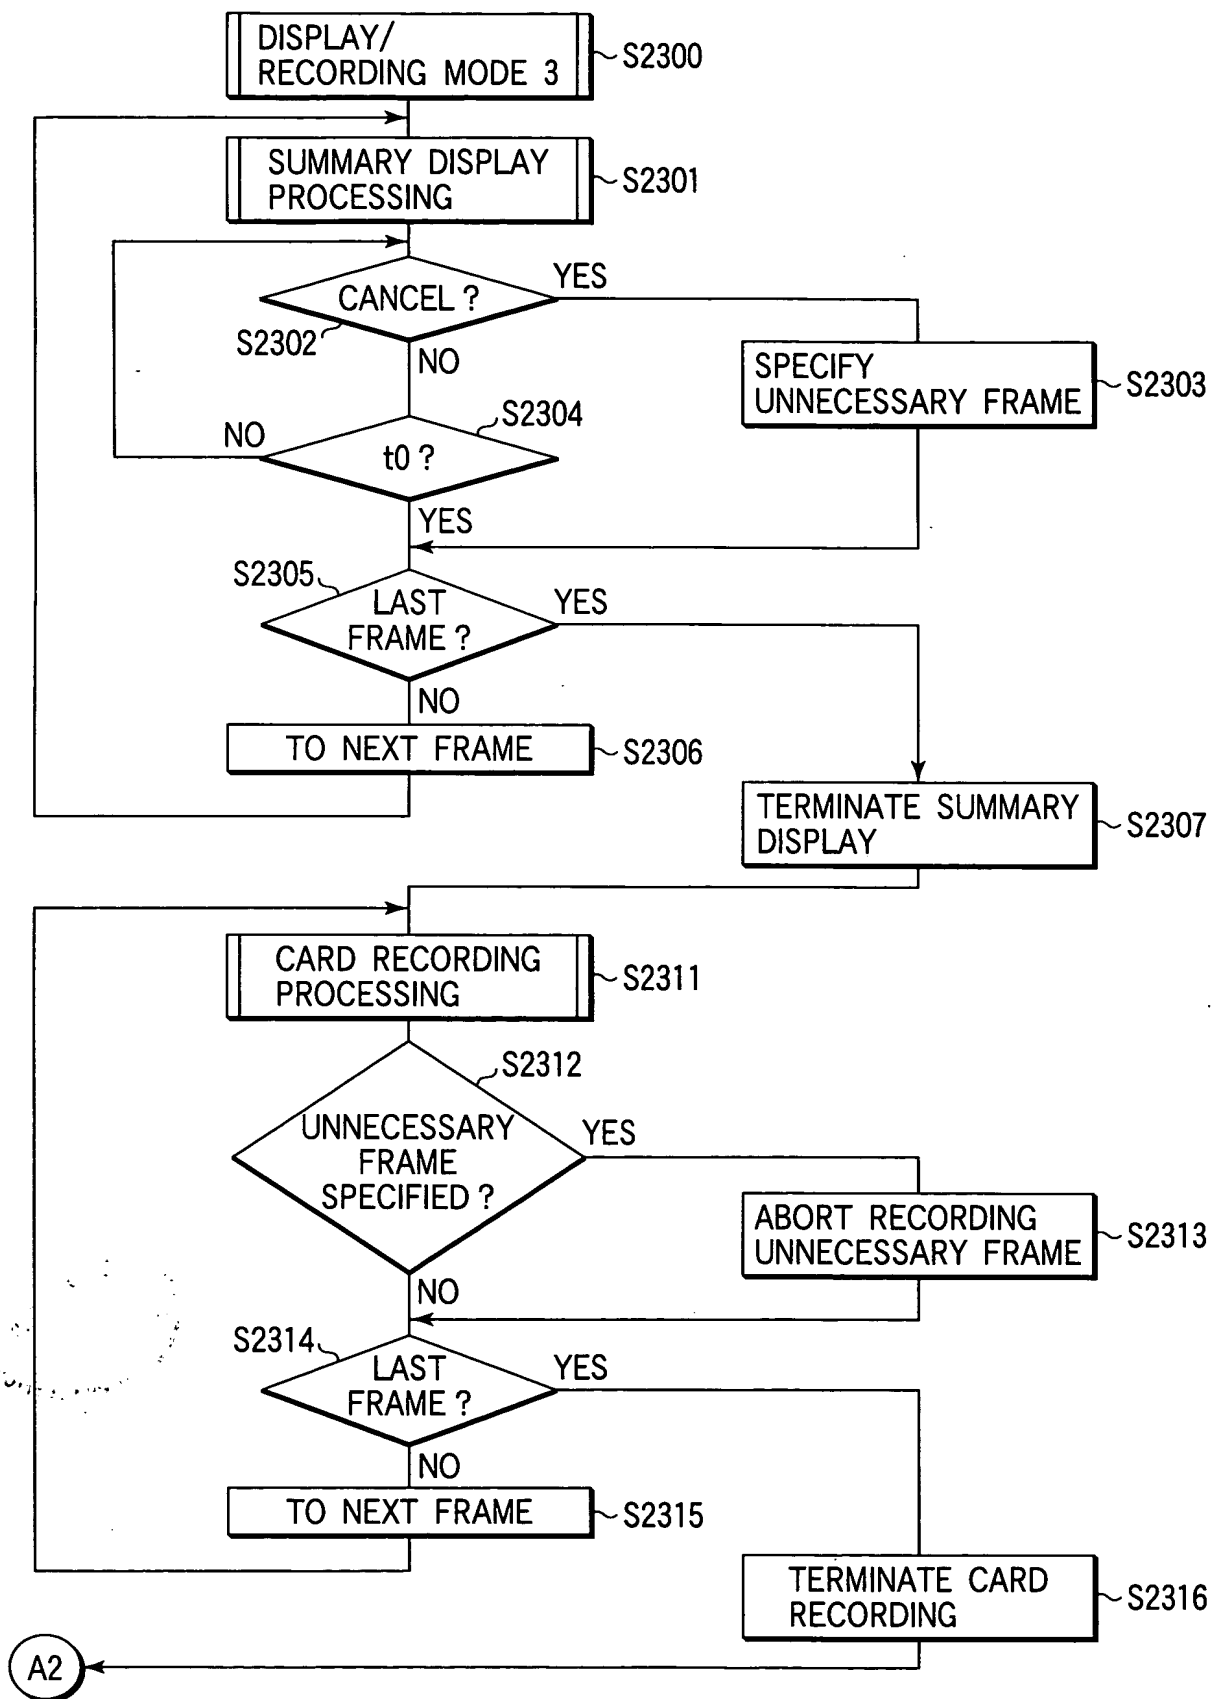 DISPLAY/
RECORDING MODE 3
S2300
SUMMARY DISPLAY
PROCESSING
S2301
YES
CANCEL ?
S2302
NO
SPECIFY
UNNECESSARY FRAME
S2303
S2304
NO
t0 ?
YES
S2305
YES
LAST
FRAME ?
NO
TO NEXT FRAME
S2306
TERMINATE SUMMARY
DISPLAY
S2307
CARD RECORDING
PROCESSING
S2311
S2312
UNNECESSARY
FRAME
SPECIFIED ?
YES
ABORT RECORDING
UNNECESSARY FRAME
S2313
NO
S2314
YES
LAST
FRAME ?
NO
TO NEXT FRAME
S2315
TERMINATE CARD
RECORDING
S2316
A2